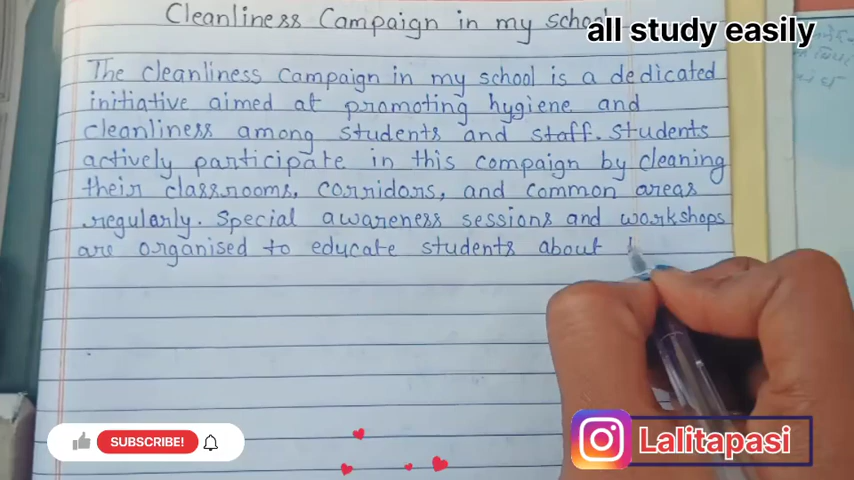 Cleanliness Campaign in my school
all study easily
The cleanliness campaign in my school is a dedicated
initiative aimed at promoting hygiene and
cleanliness among students and staff. Students
actively participate in this compaign by cleaning
their classrooms, corridors, and common areas
regularly. Special awareness sessions and workshops
are organised to educate students about
SUBSCRIBE!
Lalitapasi